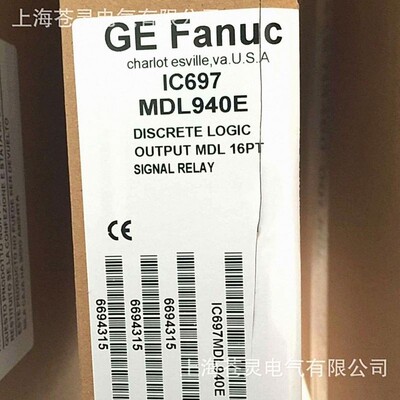 上海苍灵电气有限公司
GE Fanuc
charlot esville,va.U.S.A
IC697
MDL940E
DISCRETE LOGIC
OUTPUT MDL 16PT
SIGNAL RELAY
CE
6694315
6694315
6694315
IC697MDL940E
上海苍灵电气有限公司